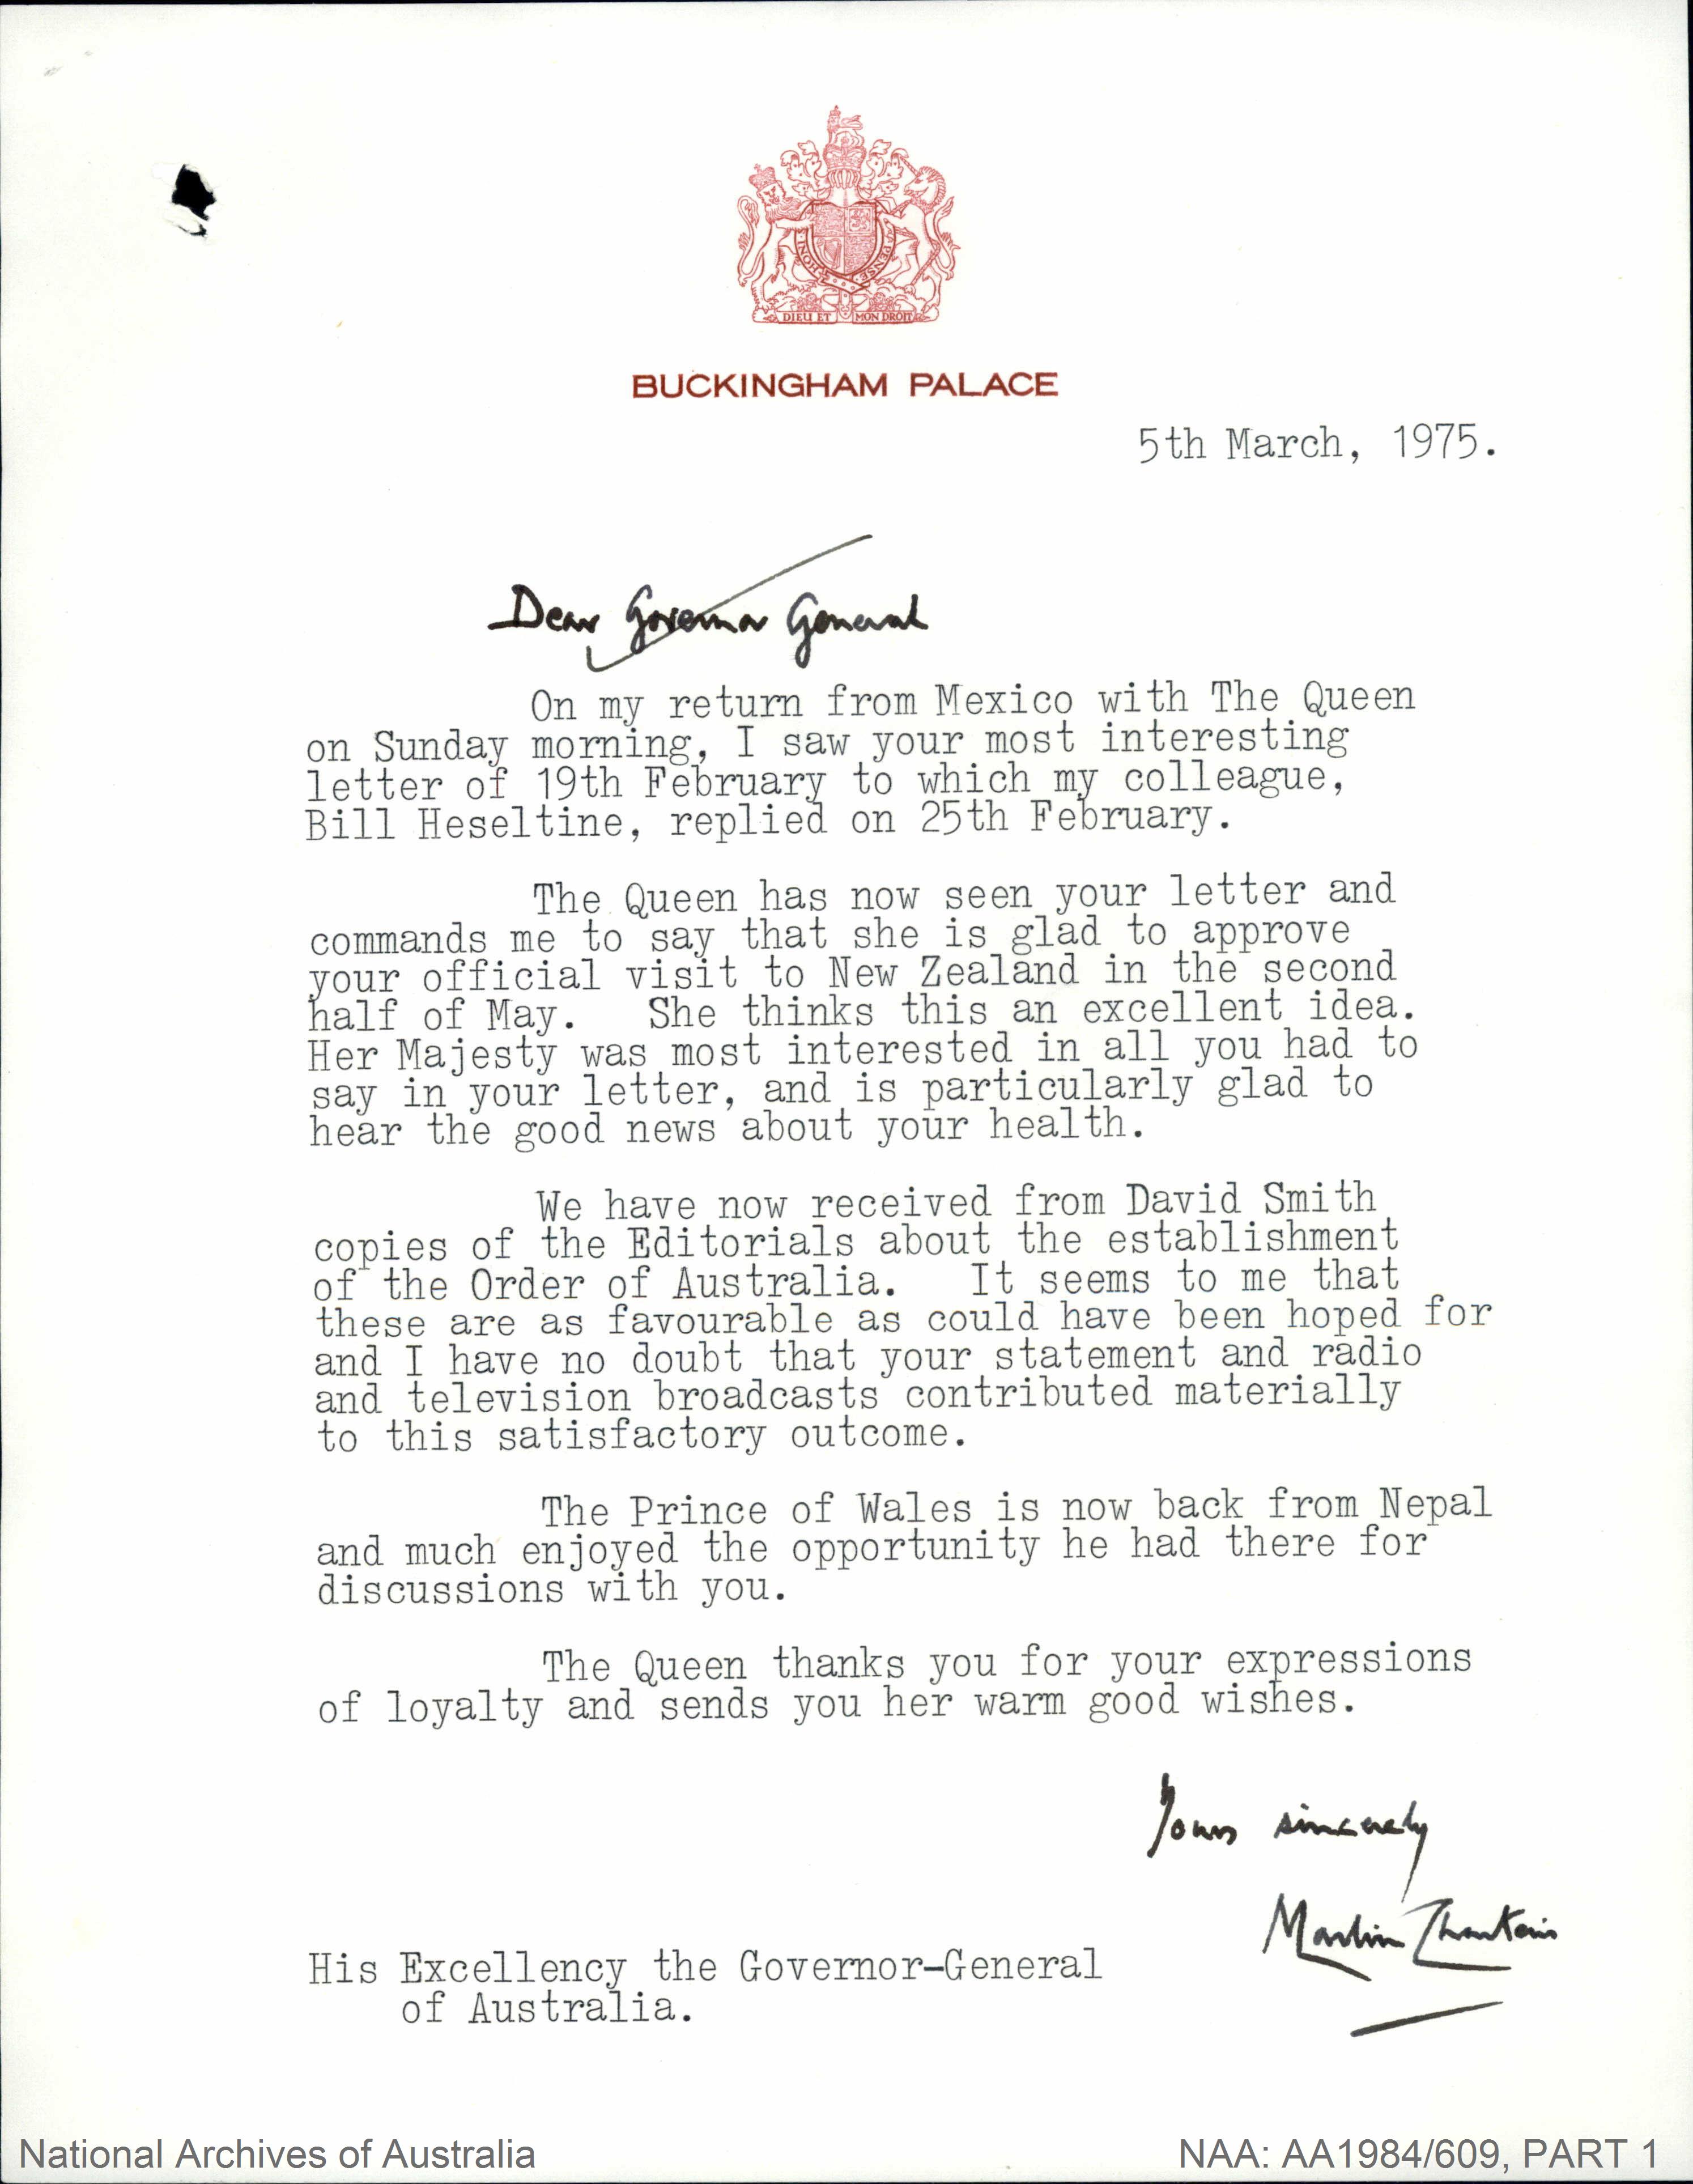 HONI
PENSE
DIEU ET MON DROIT
BUCKINGHAM PALACE
5th March, 1975.
Dear Governor General
On my return from Mexico with The Queen
on Sunday morning, I saw your most interesting
letter of 19th February to which my colleague,
Bill Heseltine, replied on 25th February.
The Queen has now seen your letter and
commands me to say that she is glad to approve
your official visit to New Zealand in the second
half of May. She thinks this an excellent idea.
Her Majesty was most interested in all you had to
say in your letter, and is particularly glad to
hear the good news about your health.
We have now received from David Smith
copies of the Editorials about the establishment
of the Order of Australia. It seems to me that
these are as favourable as could have been hoped for
and I have no doubt that your statement and radio
and television broadcasts contributed materially
to this satisfactory outcome.
The Prince of Wales is now back from Nepal
and much enjoyed the opportunity he had there for
discussions with you.
The Queen thanks you for your expressions
of loyalty and sends you her warm good wishes.
Yours sincerely
Martin Charteris
His Excellency the Governor-General
of Australia.
National Archives of Australia
NAA: AA1984/609, PART 1